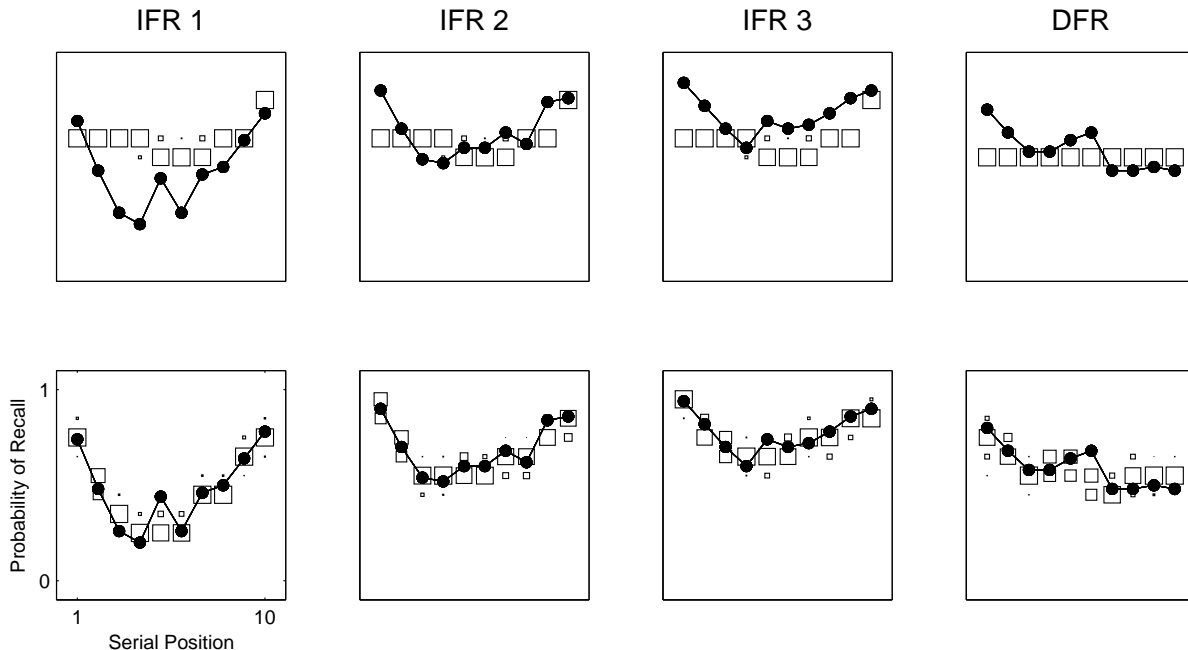 IFR 1
IFR 2
IFR 3
DFR
Probability of Recall
1
0
1
10
Serial Position